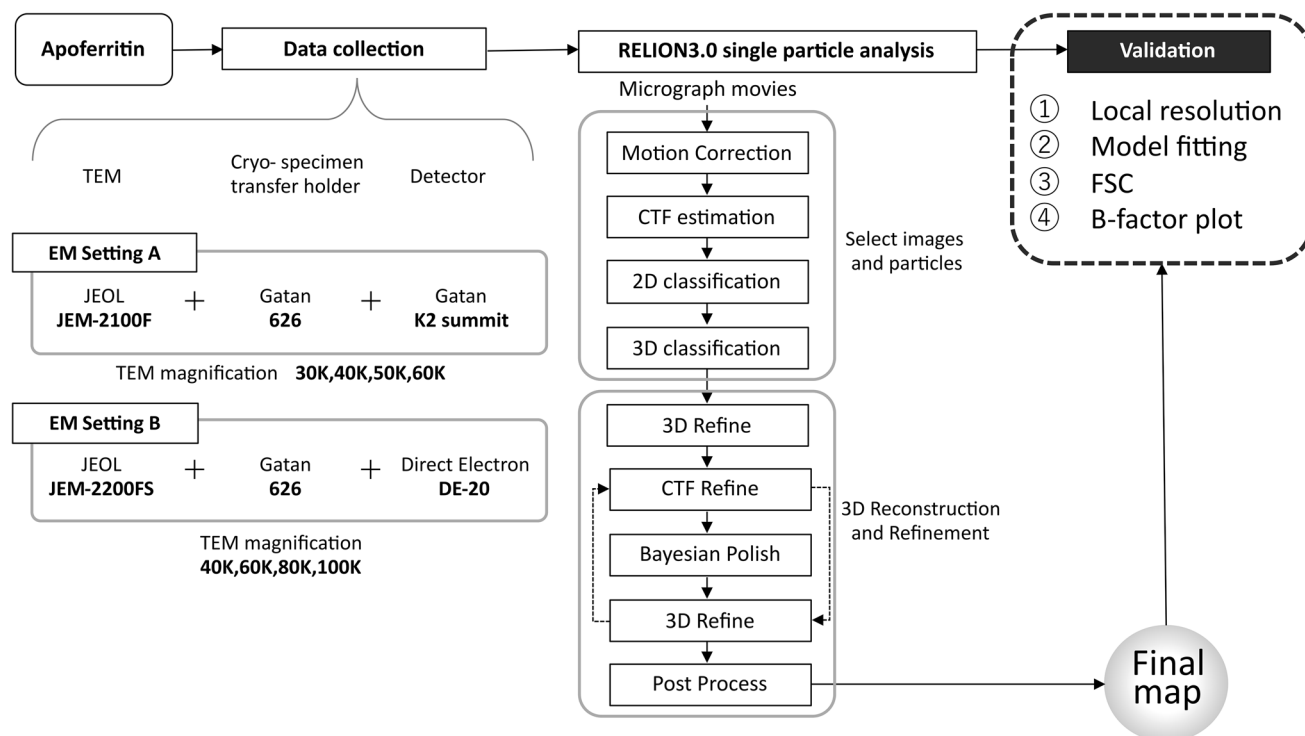 Apoferritin
Data collection
RELION3.0 single particle analysis
Validation
① Local resolution
② Model fitting
③ FSC
④ B-factor plot
TEM
Cryo- specimen
transfer holder
Detector
EM Setting A
JEOL
JEM-2100F
+
Gatan
626
+
Gatan
K2 summit
TEM magnification 30K,40K,50K,60K
EM Setting B
JEOL
JEM-2200FS
+
Gatan
626
+
Direct Electron
DE-20
TEM magnification
40K,60K,80K,100K
Micrograph movies
Motion Correction
CTF estimation
2D classification
3D classification
Select images
and particles
3D Refine
CTF Refine
Bayesian Polish
3D Refine
Post Process
3D Reconstruction
and Refinement
Final
map